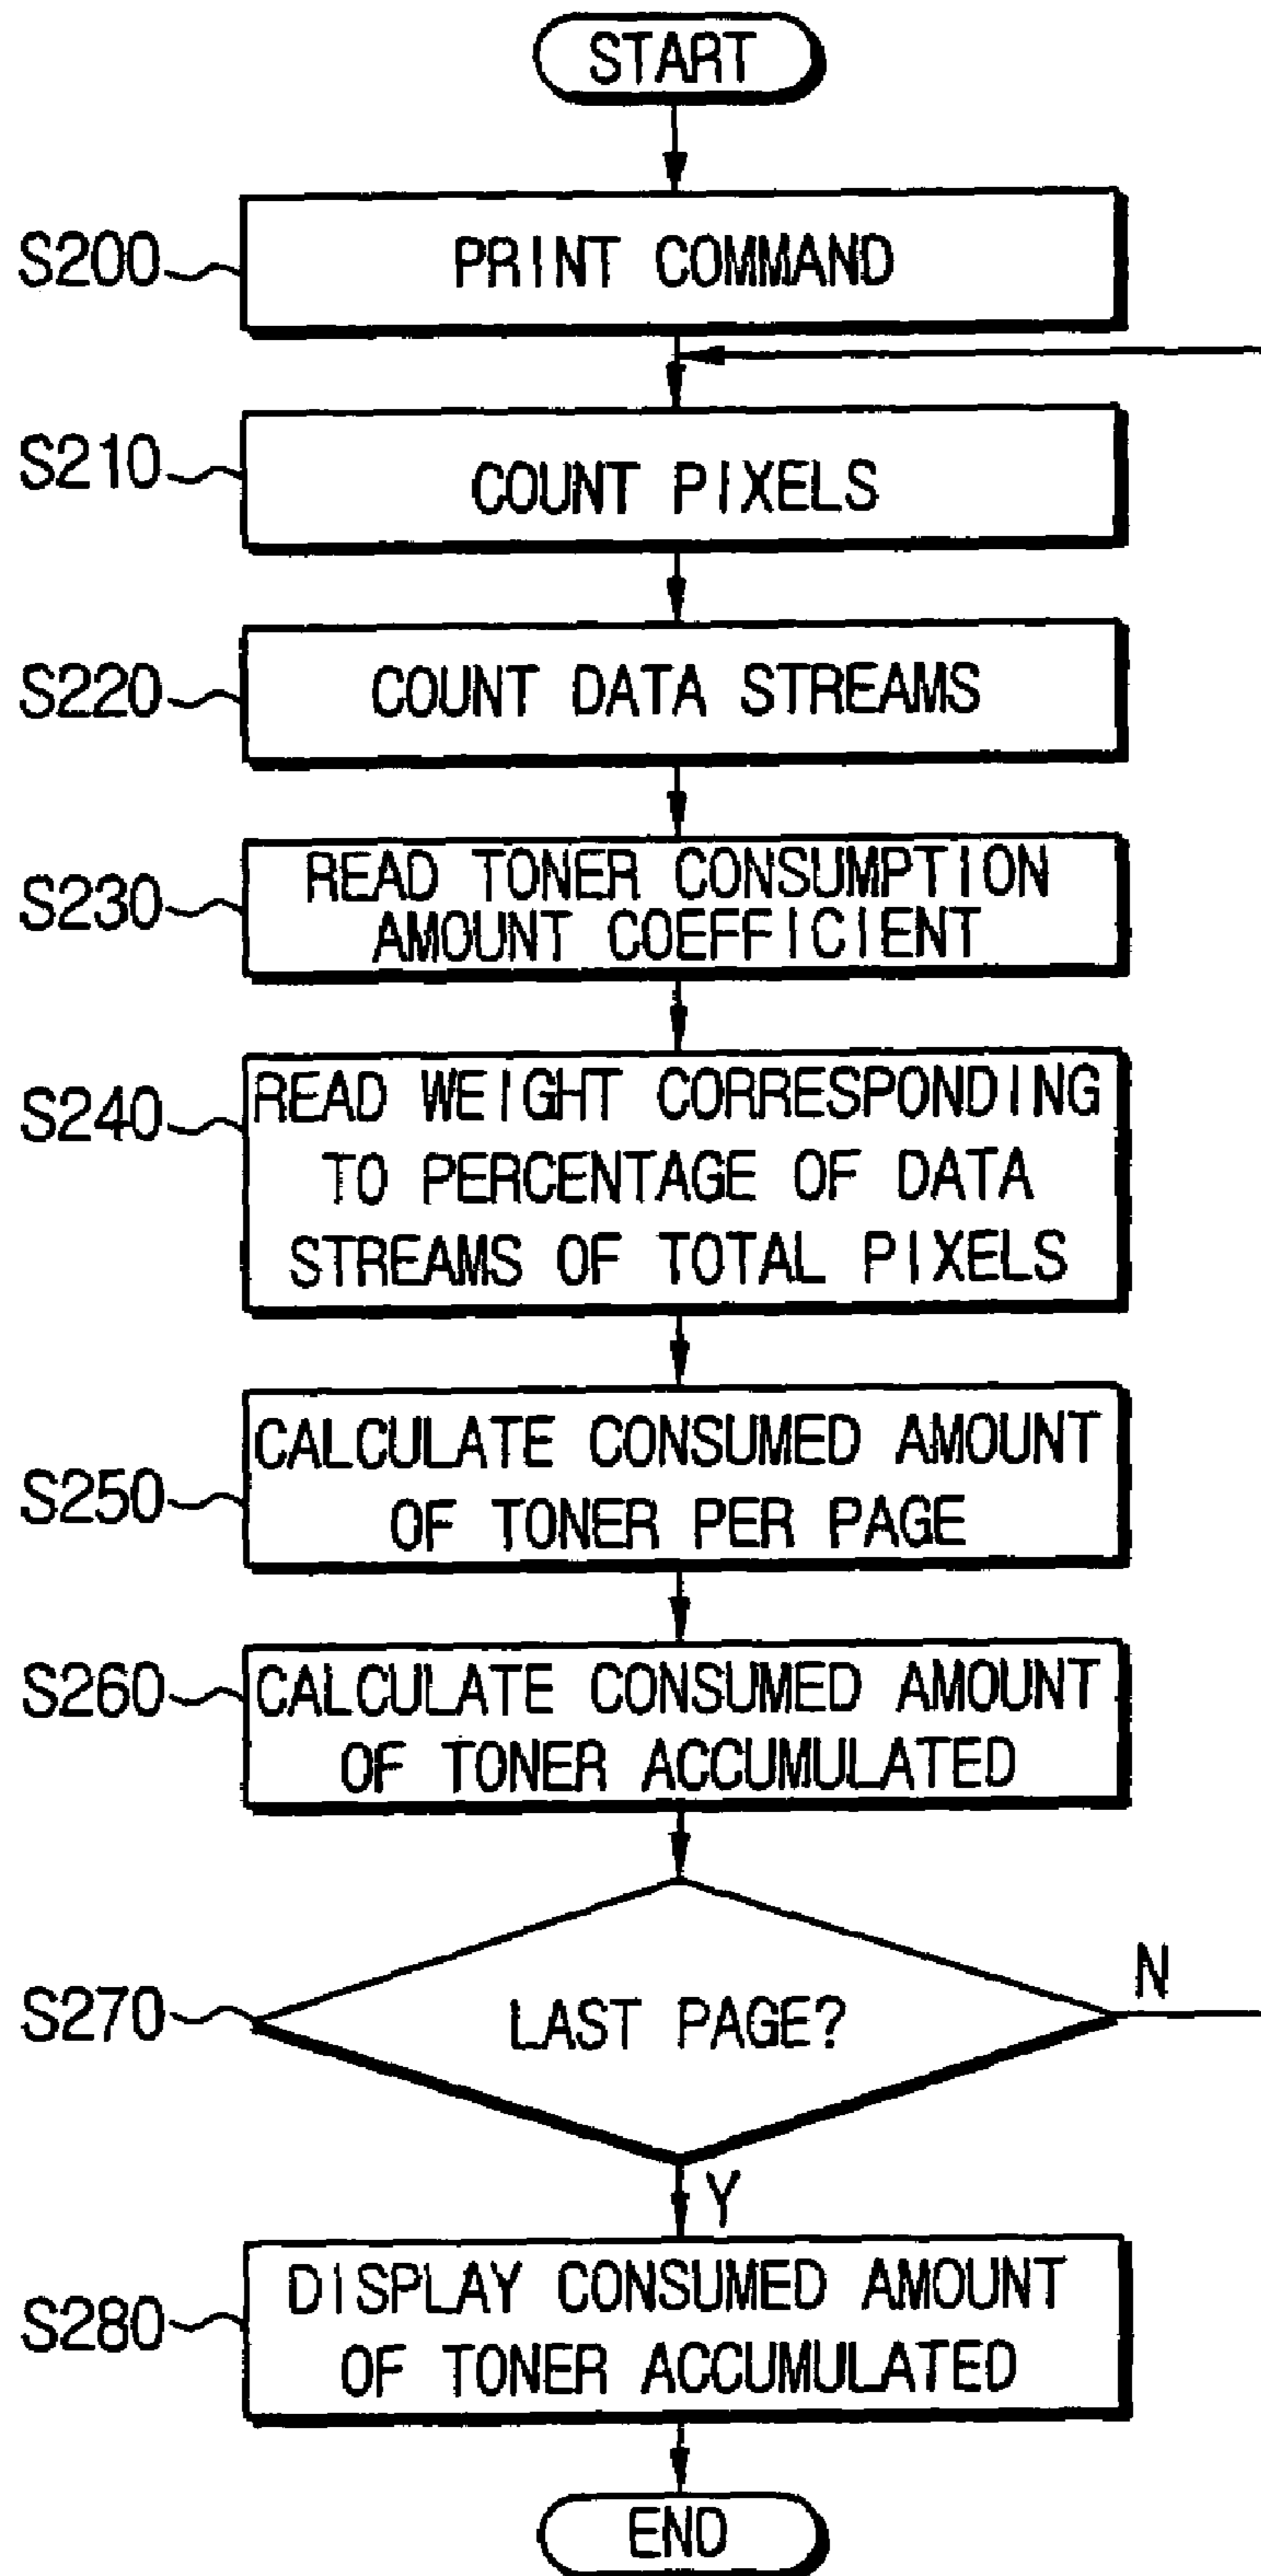 START
S200
PRINT COMMAND
S210
COUNT PIXELS
S220
COUNT DATA STREAMS
S230
READ TONER CONSUMPTION
AMOUNT COEFFICIENT
S240
READ WEIGHT CORRESPONDING
TO PERCENTAGE OF DATA
STREAMS OF TOTAL PIXELS
S250
CALCULATE CONSUMED AMOUNT
OF TONER PER PAGE
S260
CALCULATE CONSUMED AMOUNT
OF TONER ACCUMULATED
S270
LAST PAGE?
N
Y
S280
DISPLAY CONSUMED AMOUNT
OF TONER ACCUMULATED
END